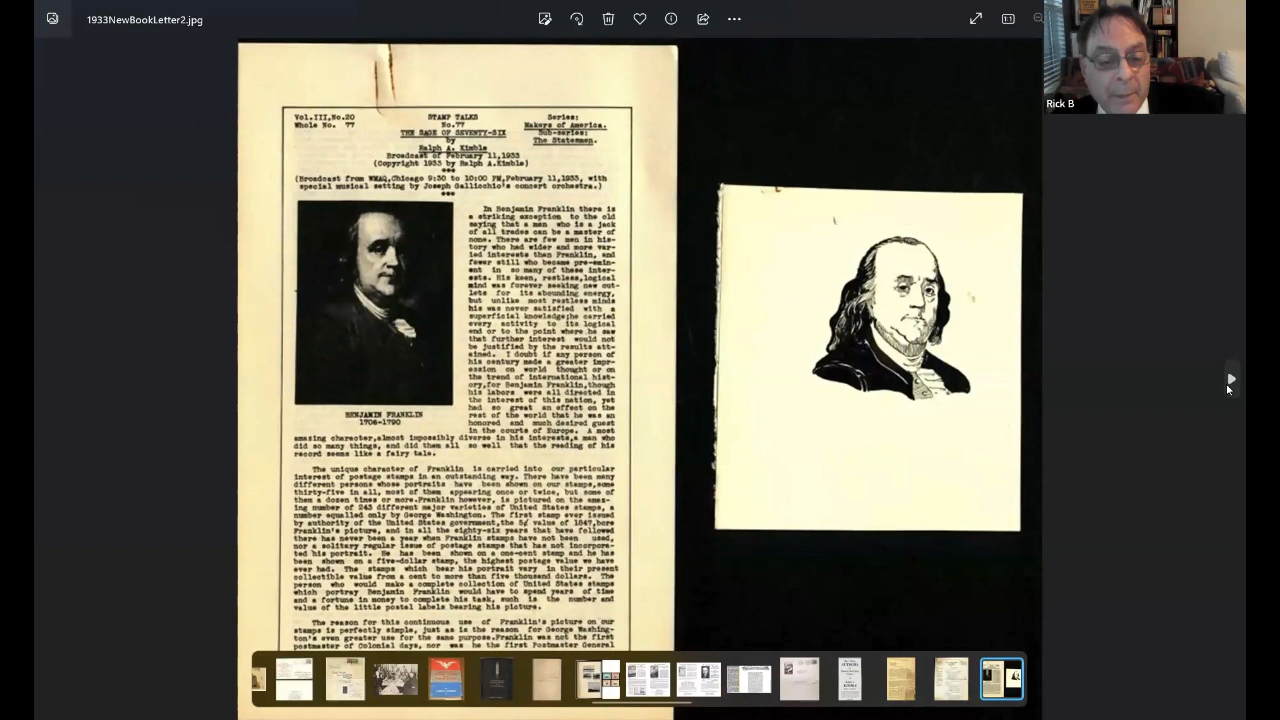 1933NewBookLetter2.jpg
Rick B
Vol.III,No.20 STAMP TALKS Series:
Whole No. 77 No.77 Makers of America.
THE SAGE OF SEVENTY-SIX Sub-series:
by The Statesmen.
Ralph A. Kimble
Broadcast of February 11,1933
(Copyright 1933 by Ralph A.Kimble)
***
(Broadcast from WMAQ,Chicago 9:30 to 10:00 PM,February 11,1933, with
special musical setting by Joseph Gallicchio's concert orchestra.)
***
In Benjamin Franklin there is
a striking exception to the old
saying that a man who is a jack
of all trades can be a master of
none. There are few men in his-
tory who had wider and more var-
ied interests than Franklin, and
fewer still who became pre-emin-
ent in so many of these inter-
ests. His keen, restless,logical
mind was forever seeking new out-
lets for its abounding energy,
but unlike most restless minds
his was never satisfied with a
superficial knowledge;he carried
every activity to its logical
end or to the point where he saw
that further interest would not
be justified by the results att-
ained. I doubt if any person of
his century made a greater impr-
ession on world thought or on
the trend of international hist-
ory,for Benjamin Franklin,though
his labors were all directed in
the interest of this nation, yet
had so great an effect on the
rest of the world that he was an
honored and much desired guest
in the courts of Europe. A most
BENJAMIN FRANKLIN
1706-1790
amazing character,almost impossibly diverse in his interests,a man who
did so many things, and did them all so well that the reading of his
record seems like a fairy tale.
The unique character of Franklin is carried into our particular
interest of postage stamps in an outstanding way. There have been many
different persons whose portraits have been shown on our stamps,some
thirty-five in all, most of them appearing once or twice, but some of
them a dozen times or more.Franklin however, is pictured on the amaz-
ing number of 243 different major varieties of United States stamps, a
number equalled only by George Washington. The first stamp ever issued
by authority of the United States government,the 5¢ value of 1847,bore
Franklin's picture, and in all the eighty-six years that have followed
there has never been a year when Franklin stamps have not been used,
nor a solitary regular issue of postage stamps that has not incorpora-
ted his portrait. He has been shown on a one-cent stamp and he has
been shown on a five-dollar stamp, the highest postage value we have
ever had. The stamps which bear his portrait vary in their present
collectible value from a cent to more than five thousand dollars. The
person who would make a complete collection of United States stamps
which portray Benjamin Franklin would have to spend years of time
and a fortune in money to complete his task, such is the number and
value of the little postal labels bearing his picture.
The reason for this continuous use of Franklin's picture on our
stamps is perfectly simple, just as is the reason for George Washing-
ton's even greater use for the same purpose.Franklin was not the first
postmaster of Colonial days, nor was he the first Postmaster General